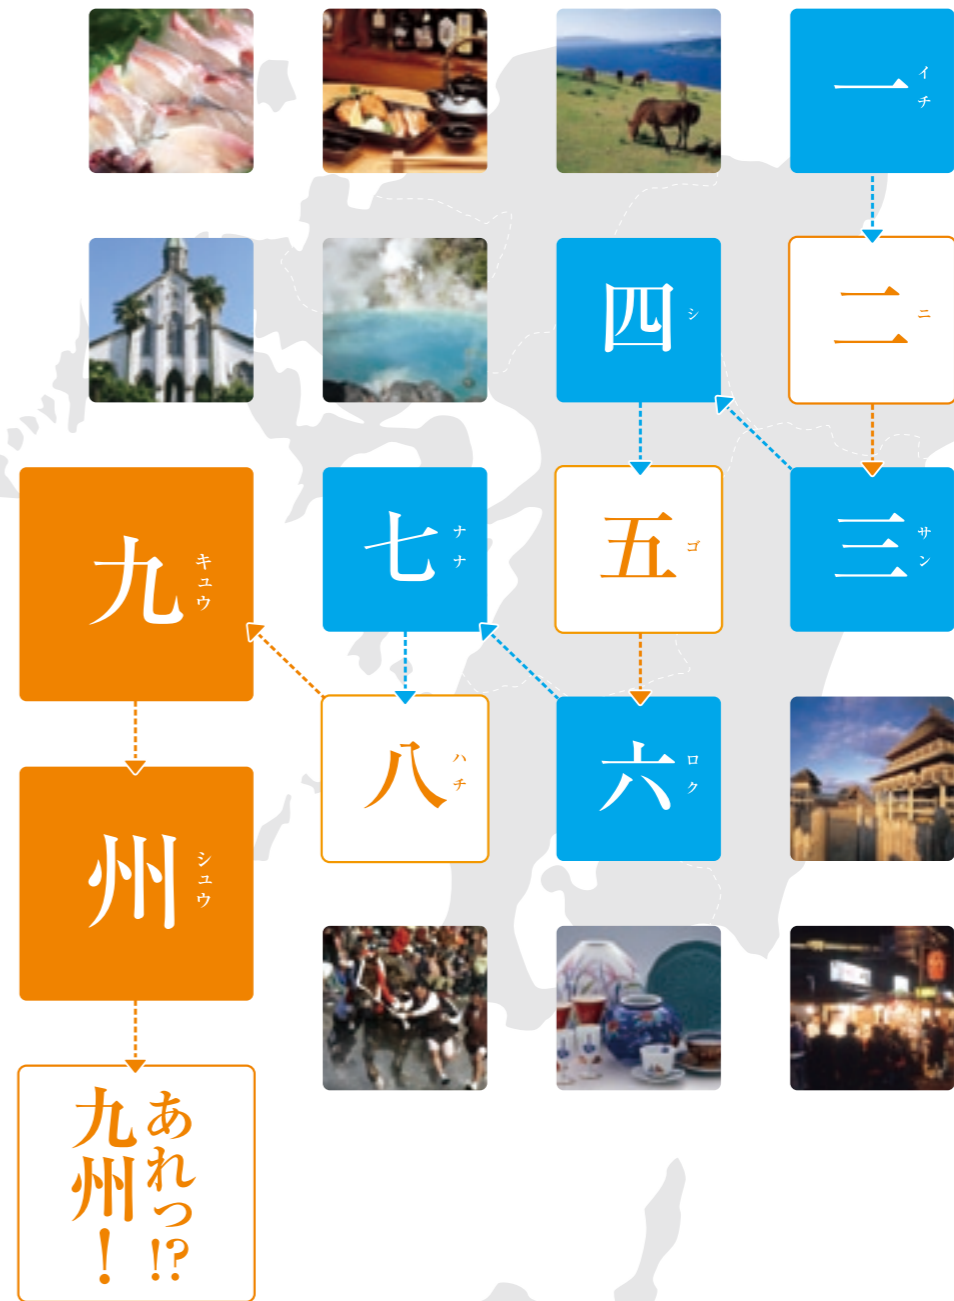 一
イチ
二
ニ
三
サン
四
シ
五
ゴ
六
ロク
七
ナナ
八
ハチ
九
キュウ
州
シュウ
あれっ!?
九州！